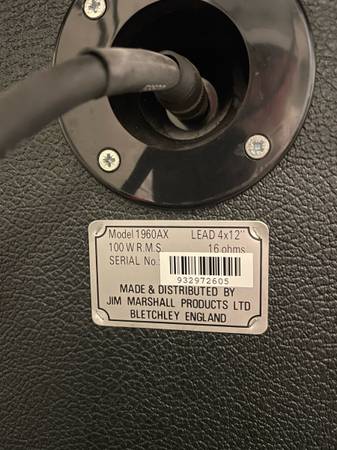 Model 1960AX LEAD 4x12"
100 W R.M.S. 16 ohms
SERIAL No:
932972605
MADE & DISTRIBUTED BY
JIM MARSHALL PRODUCTS LTD
BLETCHLEY ENGLAND